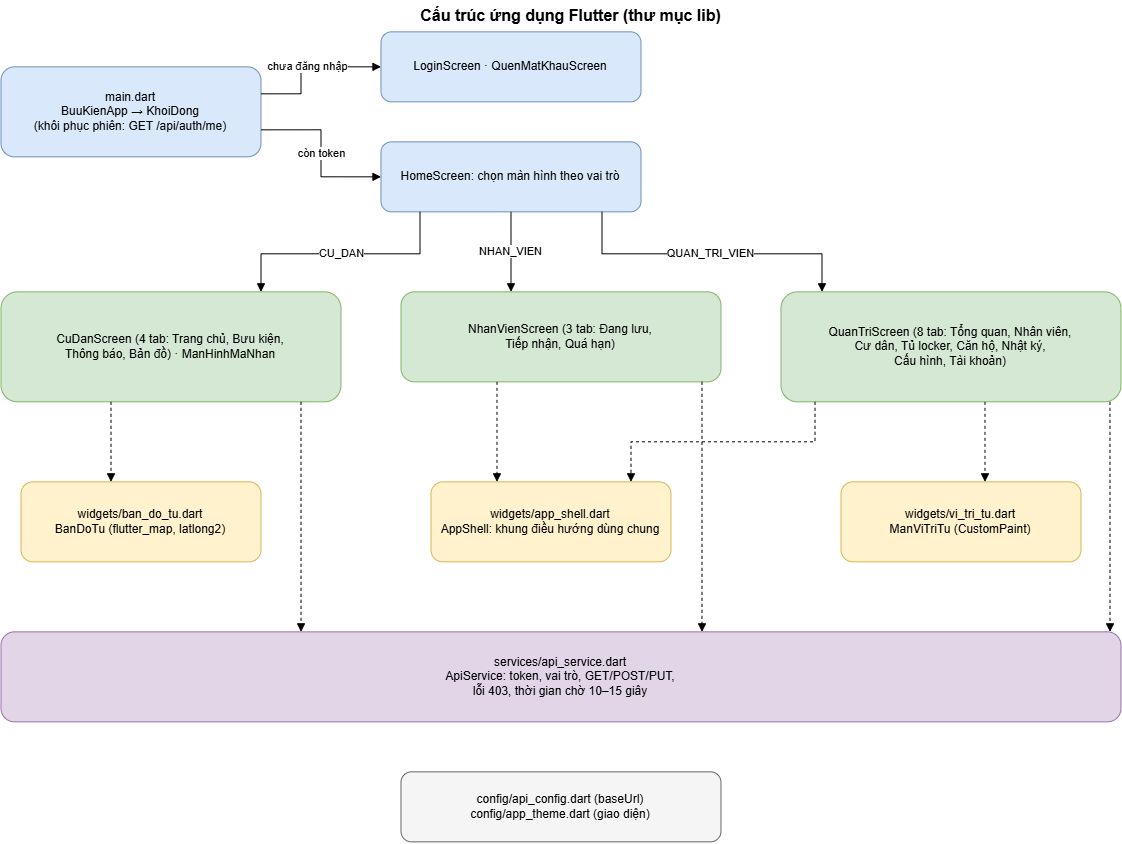 Cấu trúc ứng dụng Flutter (thư mục lib)
LoginScreen · QuenMatKhauScreen
chưa đăng nhập
main.dart
BuuKienApp → KhoiDong
(khôi phục phiên: GET /api/auth/me)
còn token
HomeScreen: chọn màn hình theo vai trò
CU_DAN
NHAN_VIEN
QUAN_TRI_VIEN
CuDanScreen (4 tab: Trang chủ, Bưu kiện,
Thông báo, Bản đồ) · ManHinhMaNhan
NhanVienScreen (3 tab: Đang lưu,
Tiếp nhận, Quá hạn)
QuanTriScreen (8 tab: Tổng quan, Nhân viên,
Cư dân, Tủ locker, Căn hộ, Nhật ký,
Cấu hình, Tài khoản)
widgets/ban_do_tu.dart
BanDoTu (flutter_map, latlong2)
widgets/app_shell.dart
AppShell: khung điều hướng dùng chung
widgets/vi_tri_tu.dart
ManViTriTu (CustomPaint)
services/api_service.dart
ApiService: token, vai trò, GET/POST/PUT,
lỗi 403, thời gian chờ 10–15 giây
config/api_config.dart (baseUrl)
config/app_theme.dart (giao diện)